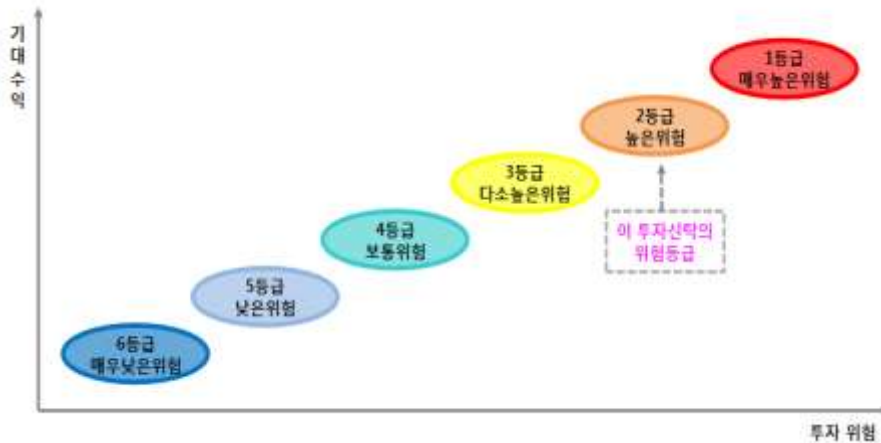 기
대
수
익
1등급
매우높은위험
2등급
높은위험
3등급
다소높은위험
이 투자신탁의
위험등급
4등급
보통위험
5등급
낮은위험
6등급
매우낮은위험
투자 위험